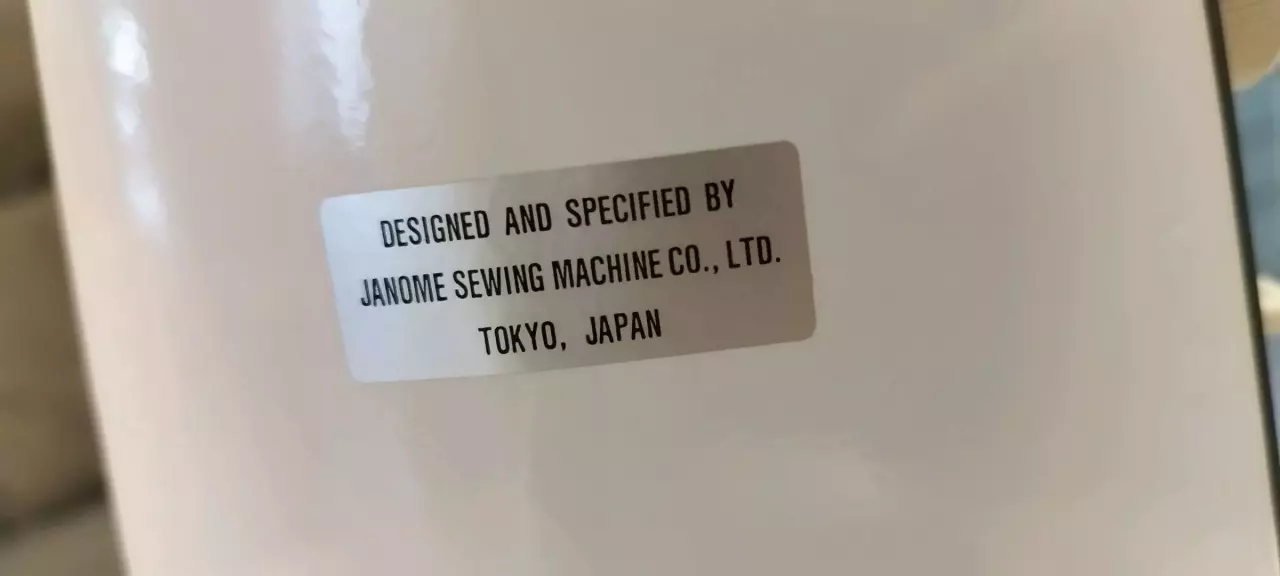 DESIGNED AND SPECIFIED BY
JANOME SEWING MACHINE CO., LTD.
TOKYO, JAPAN